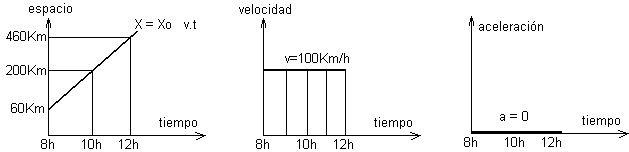 espacio
X = Xo v.t
460Km
200Km
60Km
tiempo
8h 10h 12h
velocidad
v=100Km/h
tiempo
8h 10h 12h
aceleración
a = 0
tiempo
8h 10h 12h